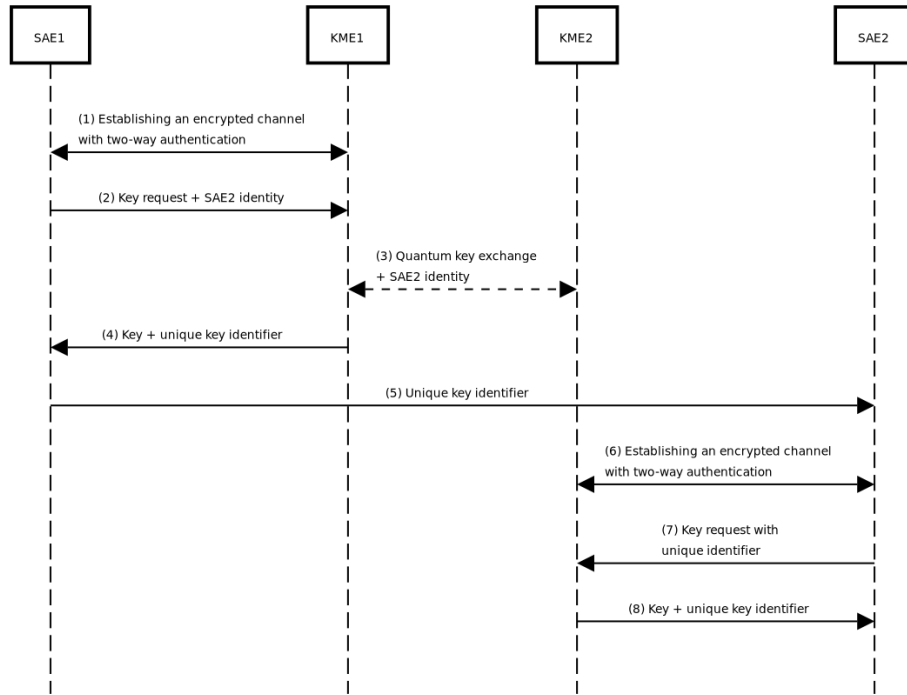 SAE1
KME1
KME2
SAE2
(1) Establishing an encrypted channel
with two-way authentication
(2) Key request + SAE2 identity
(3) Quantum key exchange
+ SAE2 identity
(4) Key + unique key identifier
(5) Unique key identifier
(6) Establishing an encrypted channel
with two-way authentication
(7) Key request with
unique identifier
(8) Key + unique key identifier